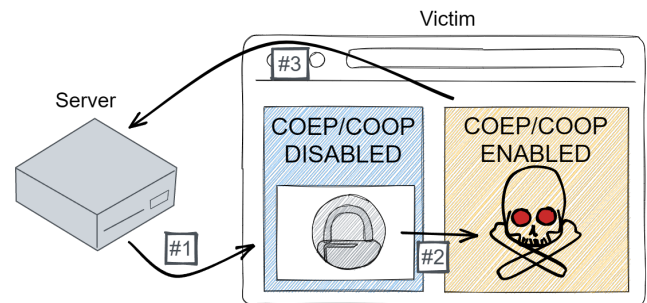 Victim
#3
Server
COEP/COOP
DISABLED
COEP/COOP
ENABLED
#1
#2